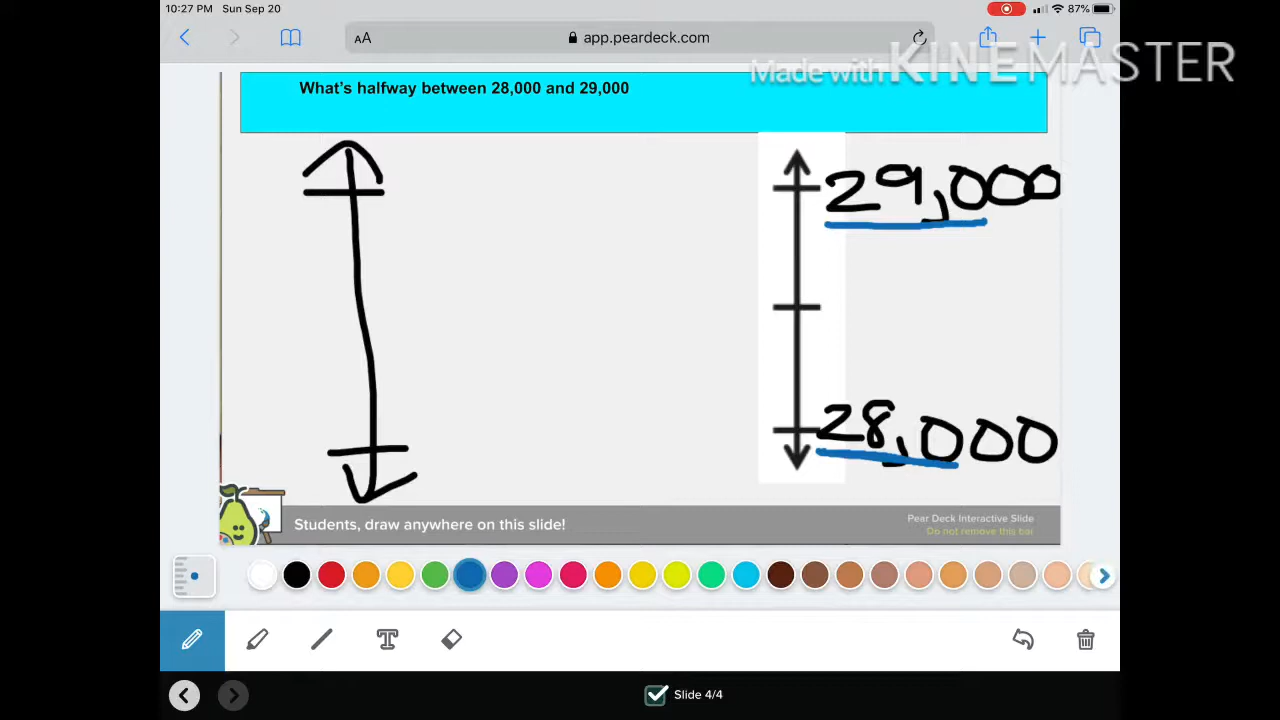 10:27 PM Sun Sep 20
87%
AA
app.peardeck.com
Made with KINEMASTER
What's halfway between 28,000 and 29,000
29,000
28,000
Students, draw anywhere on this slide!
Pear Deck Interactive Slide
Do not remove this bar
T
Slide 4/4